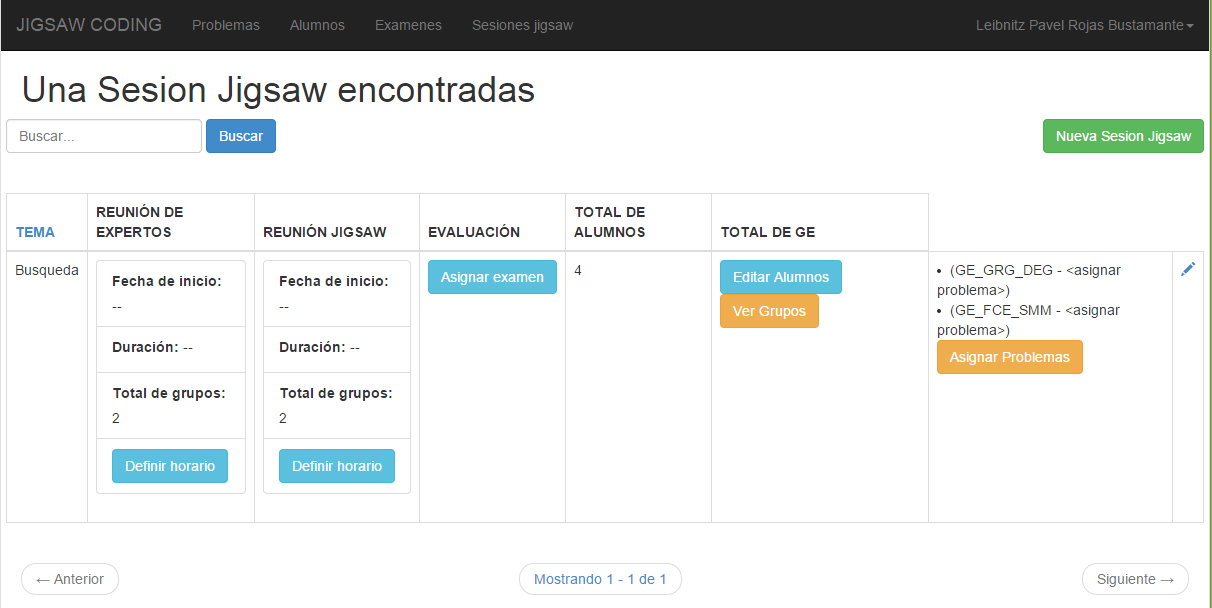 JIGSAW CODING Problemas Alumnos Examenes Sesiones jigsaw Leibnitz Pavel Rojas Bustamante
Una Sesion Jigsaw encontradas
Buscar... Buscar Nueva Sesion Jigsaw
TEMA
REUNIÓN DE
EXPERTOS
REUNIÓN JIGSAW
EVALUACIÓN
TOTAL DE
ALUMNOS
TOTAL DE GE
Busqueda
Fecha de inicio:
--
Duración: --
Total de grupos:
2
Definir horario
Fecha de inicio:
--
Duración: --
Total de grupos:
2
Definir horario
Asignar examen
4
Editar Alumnos
Ver Grupos
• (GE_GRG_DEG - <asignar
problema>)
• (GE_FCE_SMM - <asignar
problema>)
Asignar Problemas
← Anterior Mostrando 1 - 1 de 1 Siguiente →